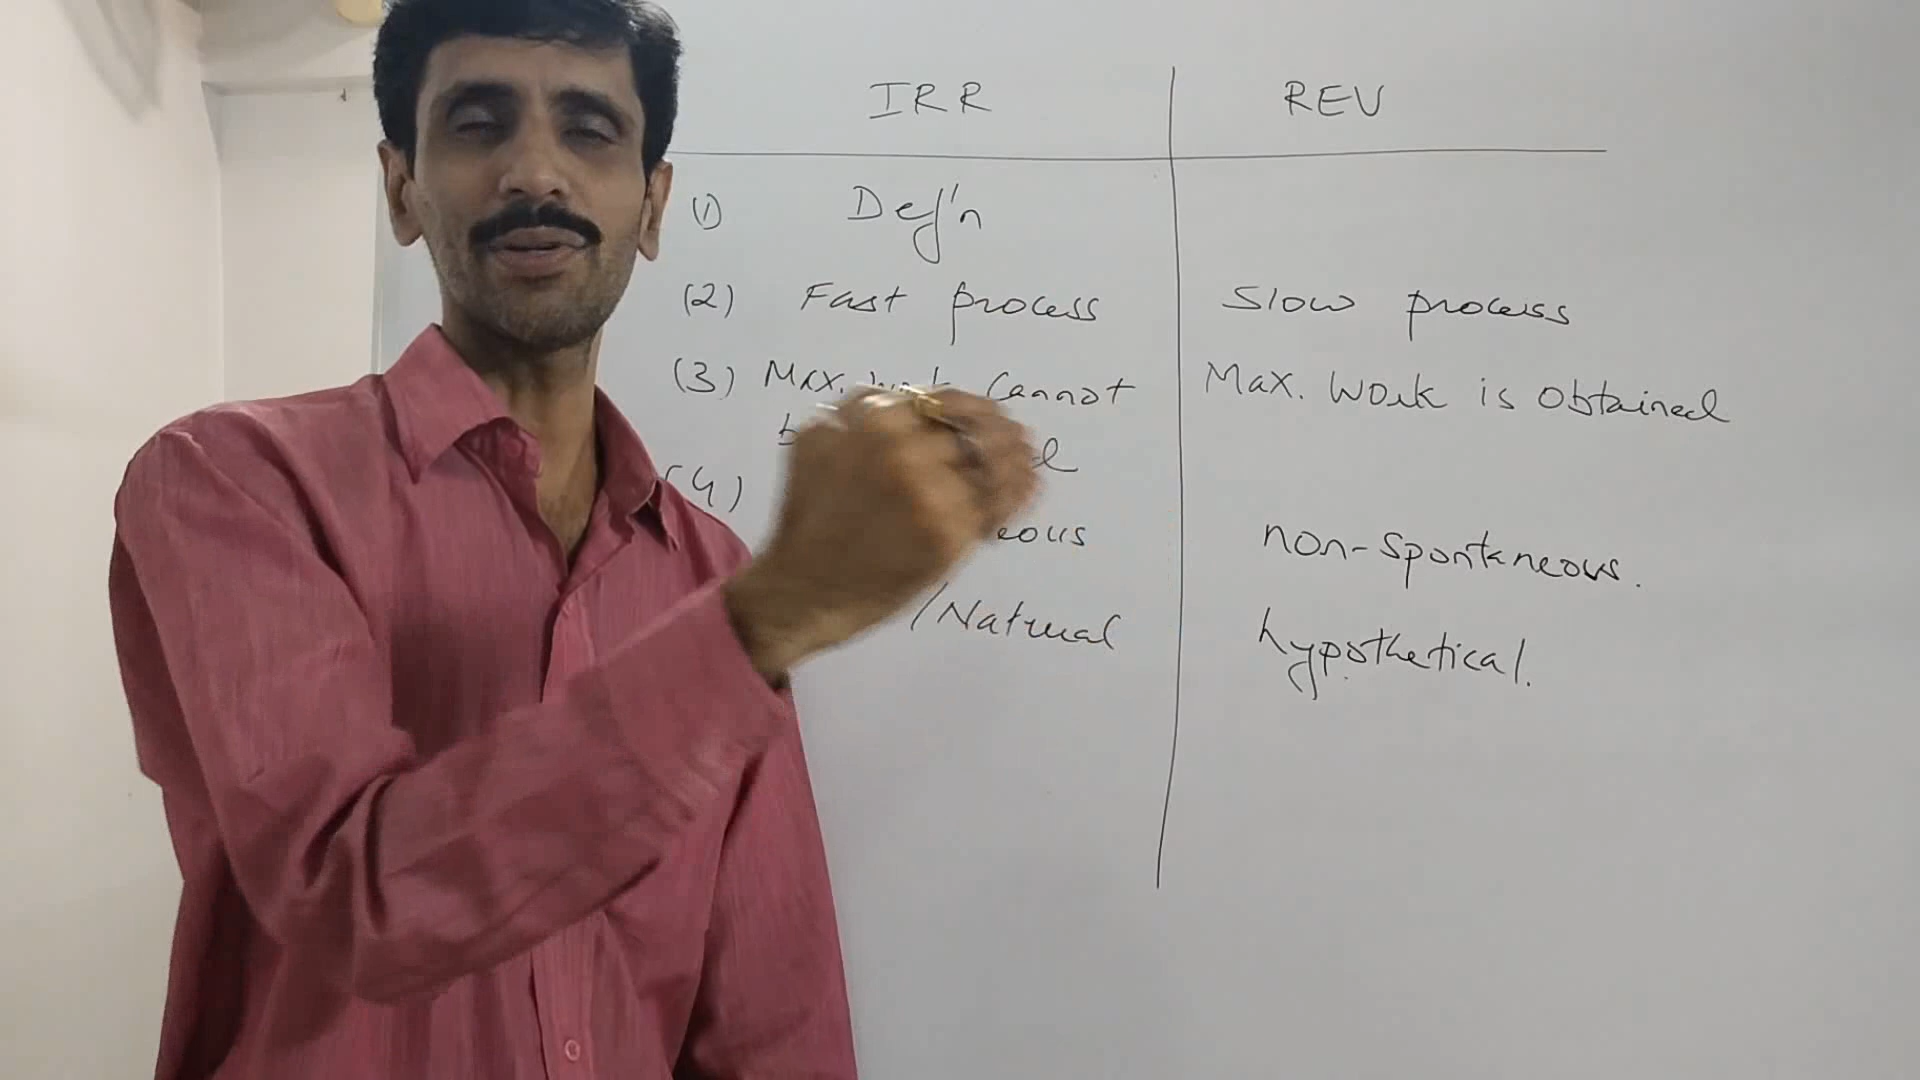 IRR REV
(1) Def'n
(2) Fast process Slow process
(3) Max. work cannot Max. work is obtained
(4)
non-spontaneous.
/Natural hypothetical.